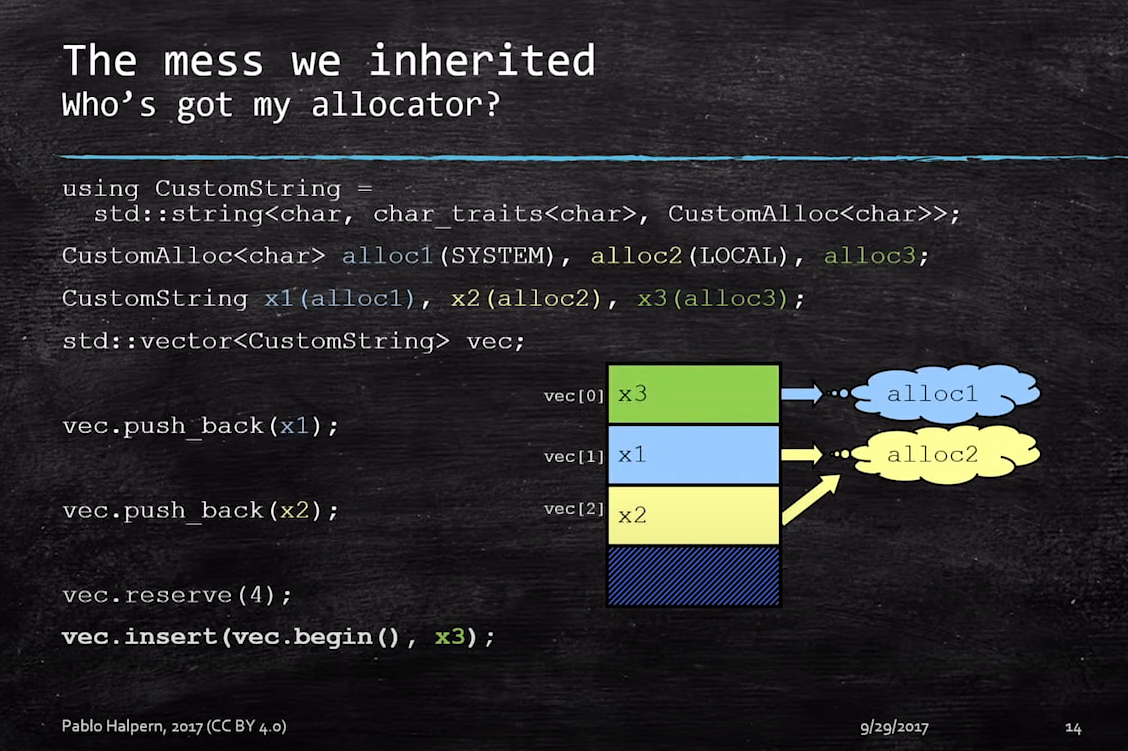 The mess we inherited
Who's got my allocator?
using CustomString =
std::string<char, char_traits<char>, CustomAlloc<char>>;
CustomAlloc<char> alloc1(SYSTEM), alloc2(LOCAL), alloc3;
CustomString x1(alloc1), x2(alloc2), x3(alloc3);
std::vector<CustomString> vec;
vec.push_back(x1);
vec.push_back(x2);
vec.reserve(4);
vec.insert(vec.begin(), x3);
vec[0] x3 alloc1
vec[1] x1 alloc2
vec[2] x2
Pablo Halpern, 2017 (CC BY 4.0) 9/29/2017 14